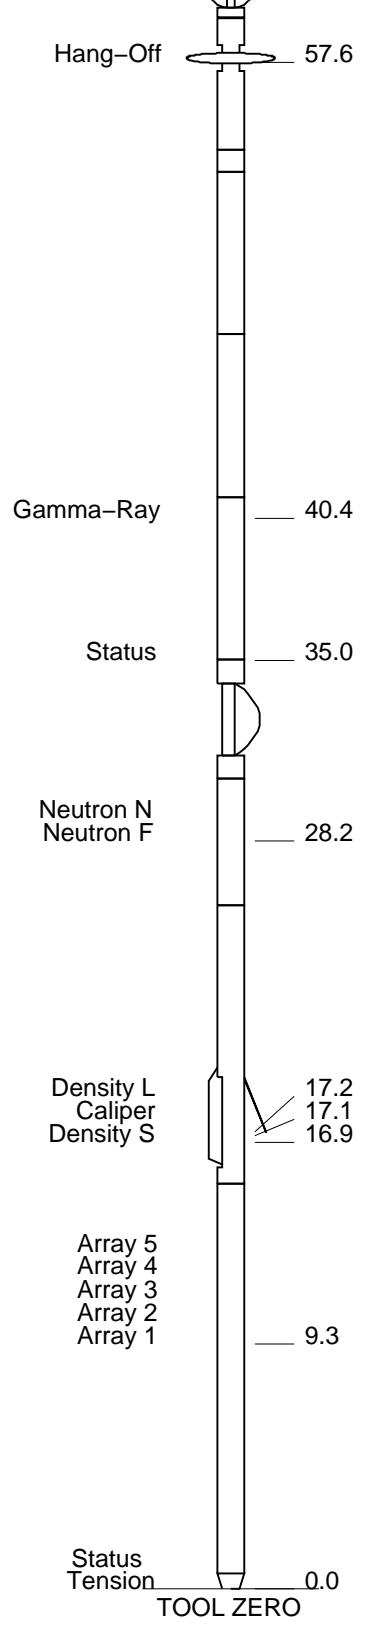 Hang−Off 57.6
Gamma−Ray 40.4
Status 35.0
Neutron N
Neutron F 28.2
Density L 17.2
Caliper 17.1
Density S 16.9
Array 5
Array 4
Array 3
Array 2
Array 1 9.3
Status
Tension 0.0
TOOL ZERO